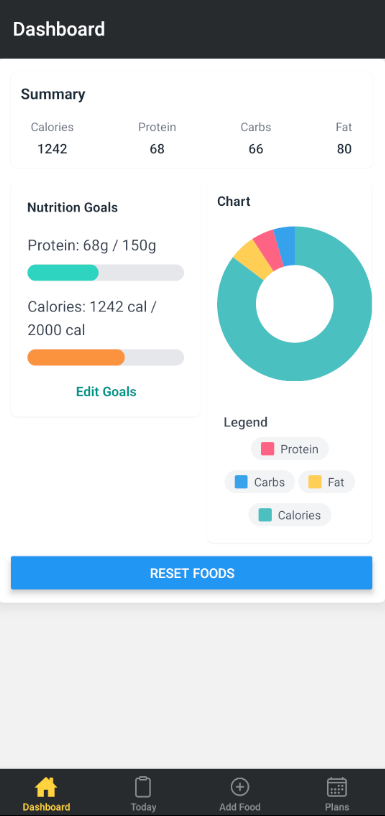 Dashboard
Summary
Calories Protein Carbs Fat
1242 68 66 80
Nutrition Goals
Protein: 68g / 150g
Calories: 1242 cal /
2000 cal
Edit Goals
Chart
Legend
Protein
Carbs Fat
Calories
RESET FOODS
Dashboard Today Add Food Plans